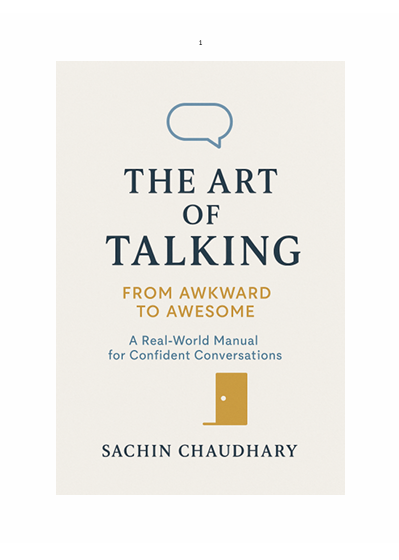 1
THE ART
OF
TALKING
FROM AWKWARD
TO AWESOME
A Real-World Manual
for Confident Conversations
SACHIN CHAUDHARY